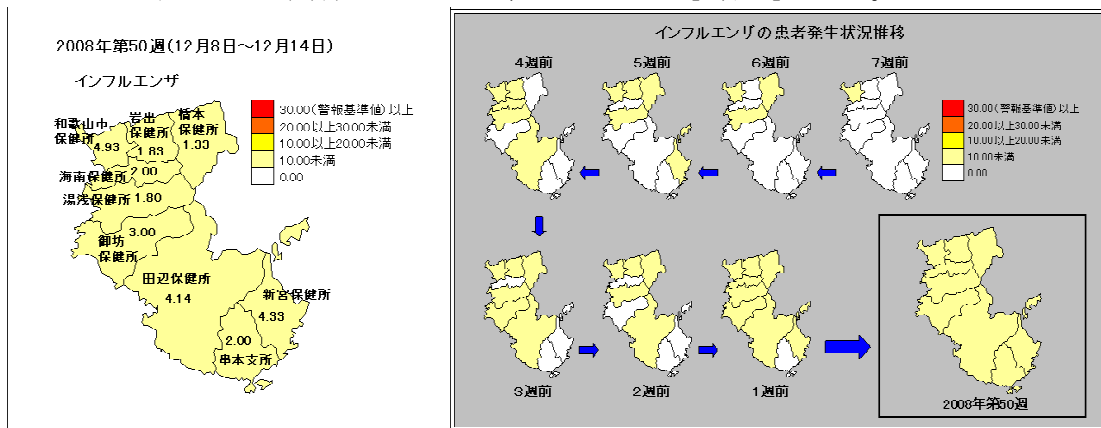 2008年第50週(12月8日～12月14日)
インフルエンザ
30.00(警報基準値)以上
20.00以上30.00未満
10.00以上20.00未満
10.00未満
0.00
和歌山市
保健所
4.93
岩出
保健所
1.83
橋本
保健所
1.33
海南保健所
2.00
湯浅保健所
1.80
御坊
保健所
3.00
田辺保健所
4.14
新宮保健所
4.33
2.00
串本支所
インフルエンザの患者発生状況推移
4週前
5週前
6週前
7週前
30.00(警報基準値)以上
20.00以上30.00未満
10.00以上20.00未満
10.00未満
0.00
3週前
2週前
1週前
2008年第50週